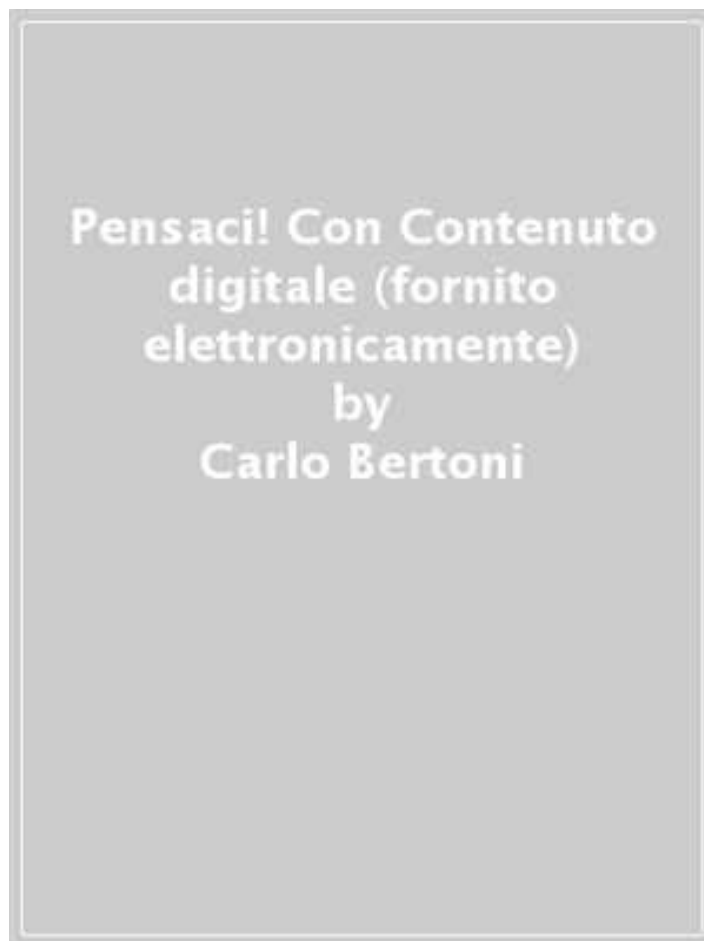 Pensaci! Con Contenuto
digitale (fornito
elettronicamente)
by
Carlo Bertoni